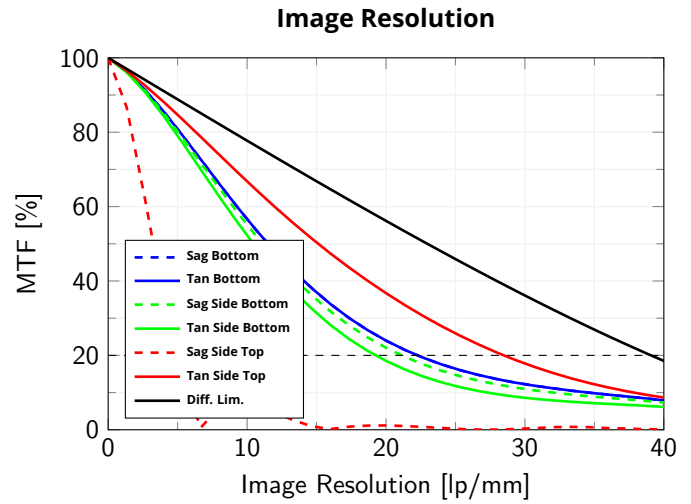 Image Resolution
100
80
60
40
20
0
MTF [%]
Sag Bottom
Tan Bottom
Sag Side Bottom
Tan Side Bottom
Sag Side Top
Tan Side Top
Diff. Lim.
0 10 20 30 40
Image Resolution [lp/mm]